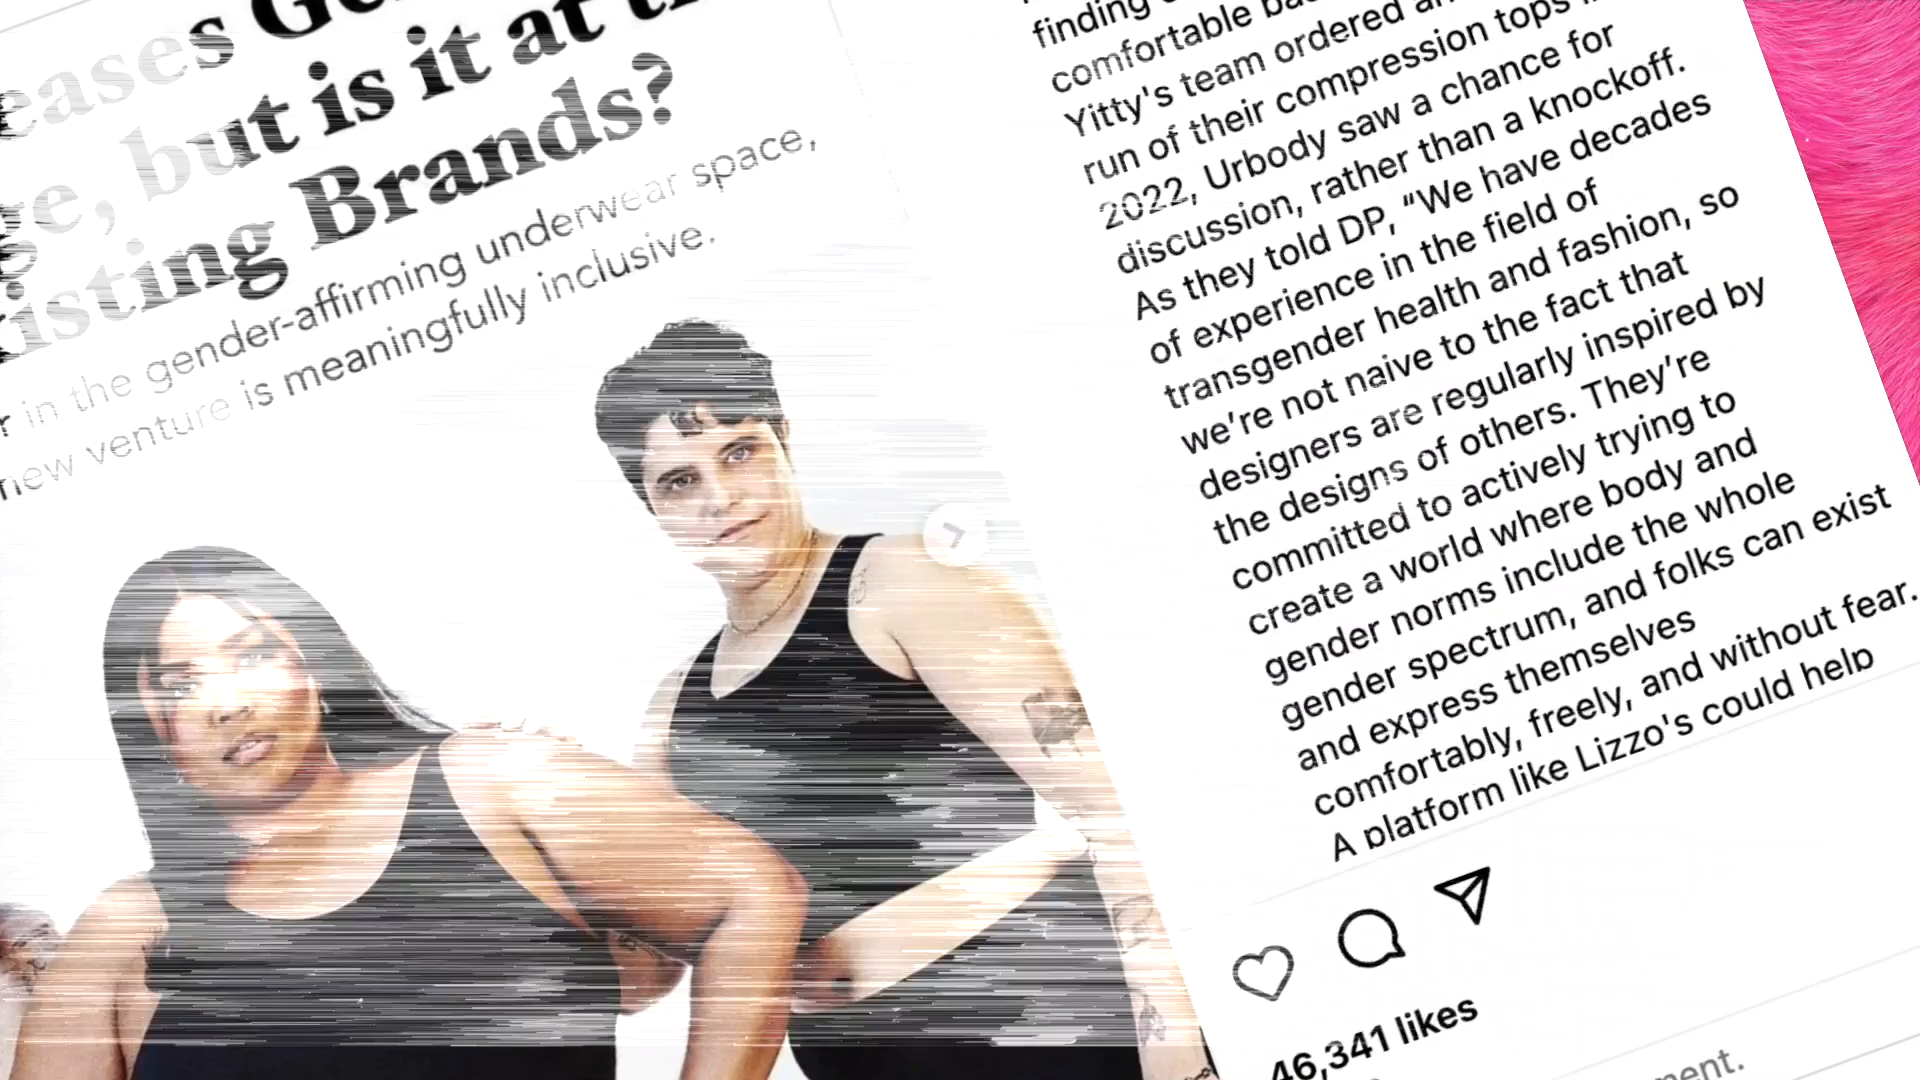 eases
ge, but is it at
xisting Brands?
r in the gender-affirming underwear space,
new venture is meaningfully inclusive.
finding
comfortable
Yitty's team ordered
run of their compression tops
2022, Urbody saw a chance for
discussion, rather than a knockoff.
As they told DP, “We have decades
of experience in the field of
transgender health and fashion, so
we’re not naive to the fact that
designers are regularly inspired by
the designs of others. They’re
committed to actively trying to
create a world where body and
gender norms include the whole
gender spectrum, and folks can exist
and express themselves
comfortably, freely, and without fear.
A platform like Lizzo's could help
46,341 likes